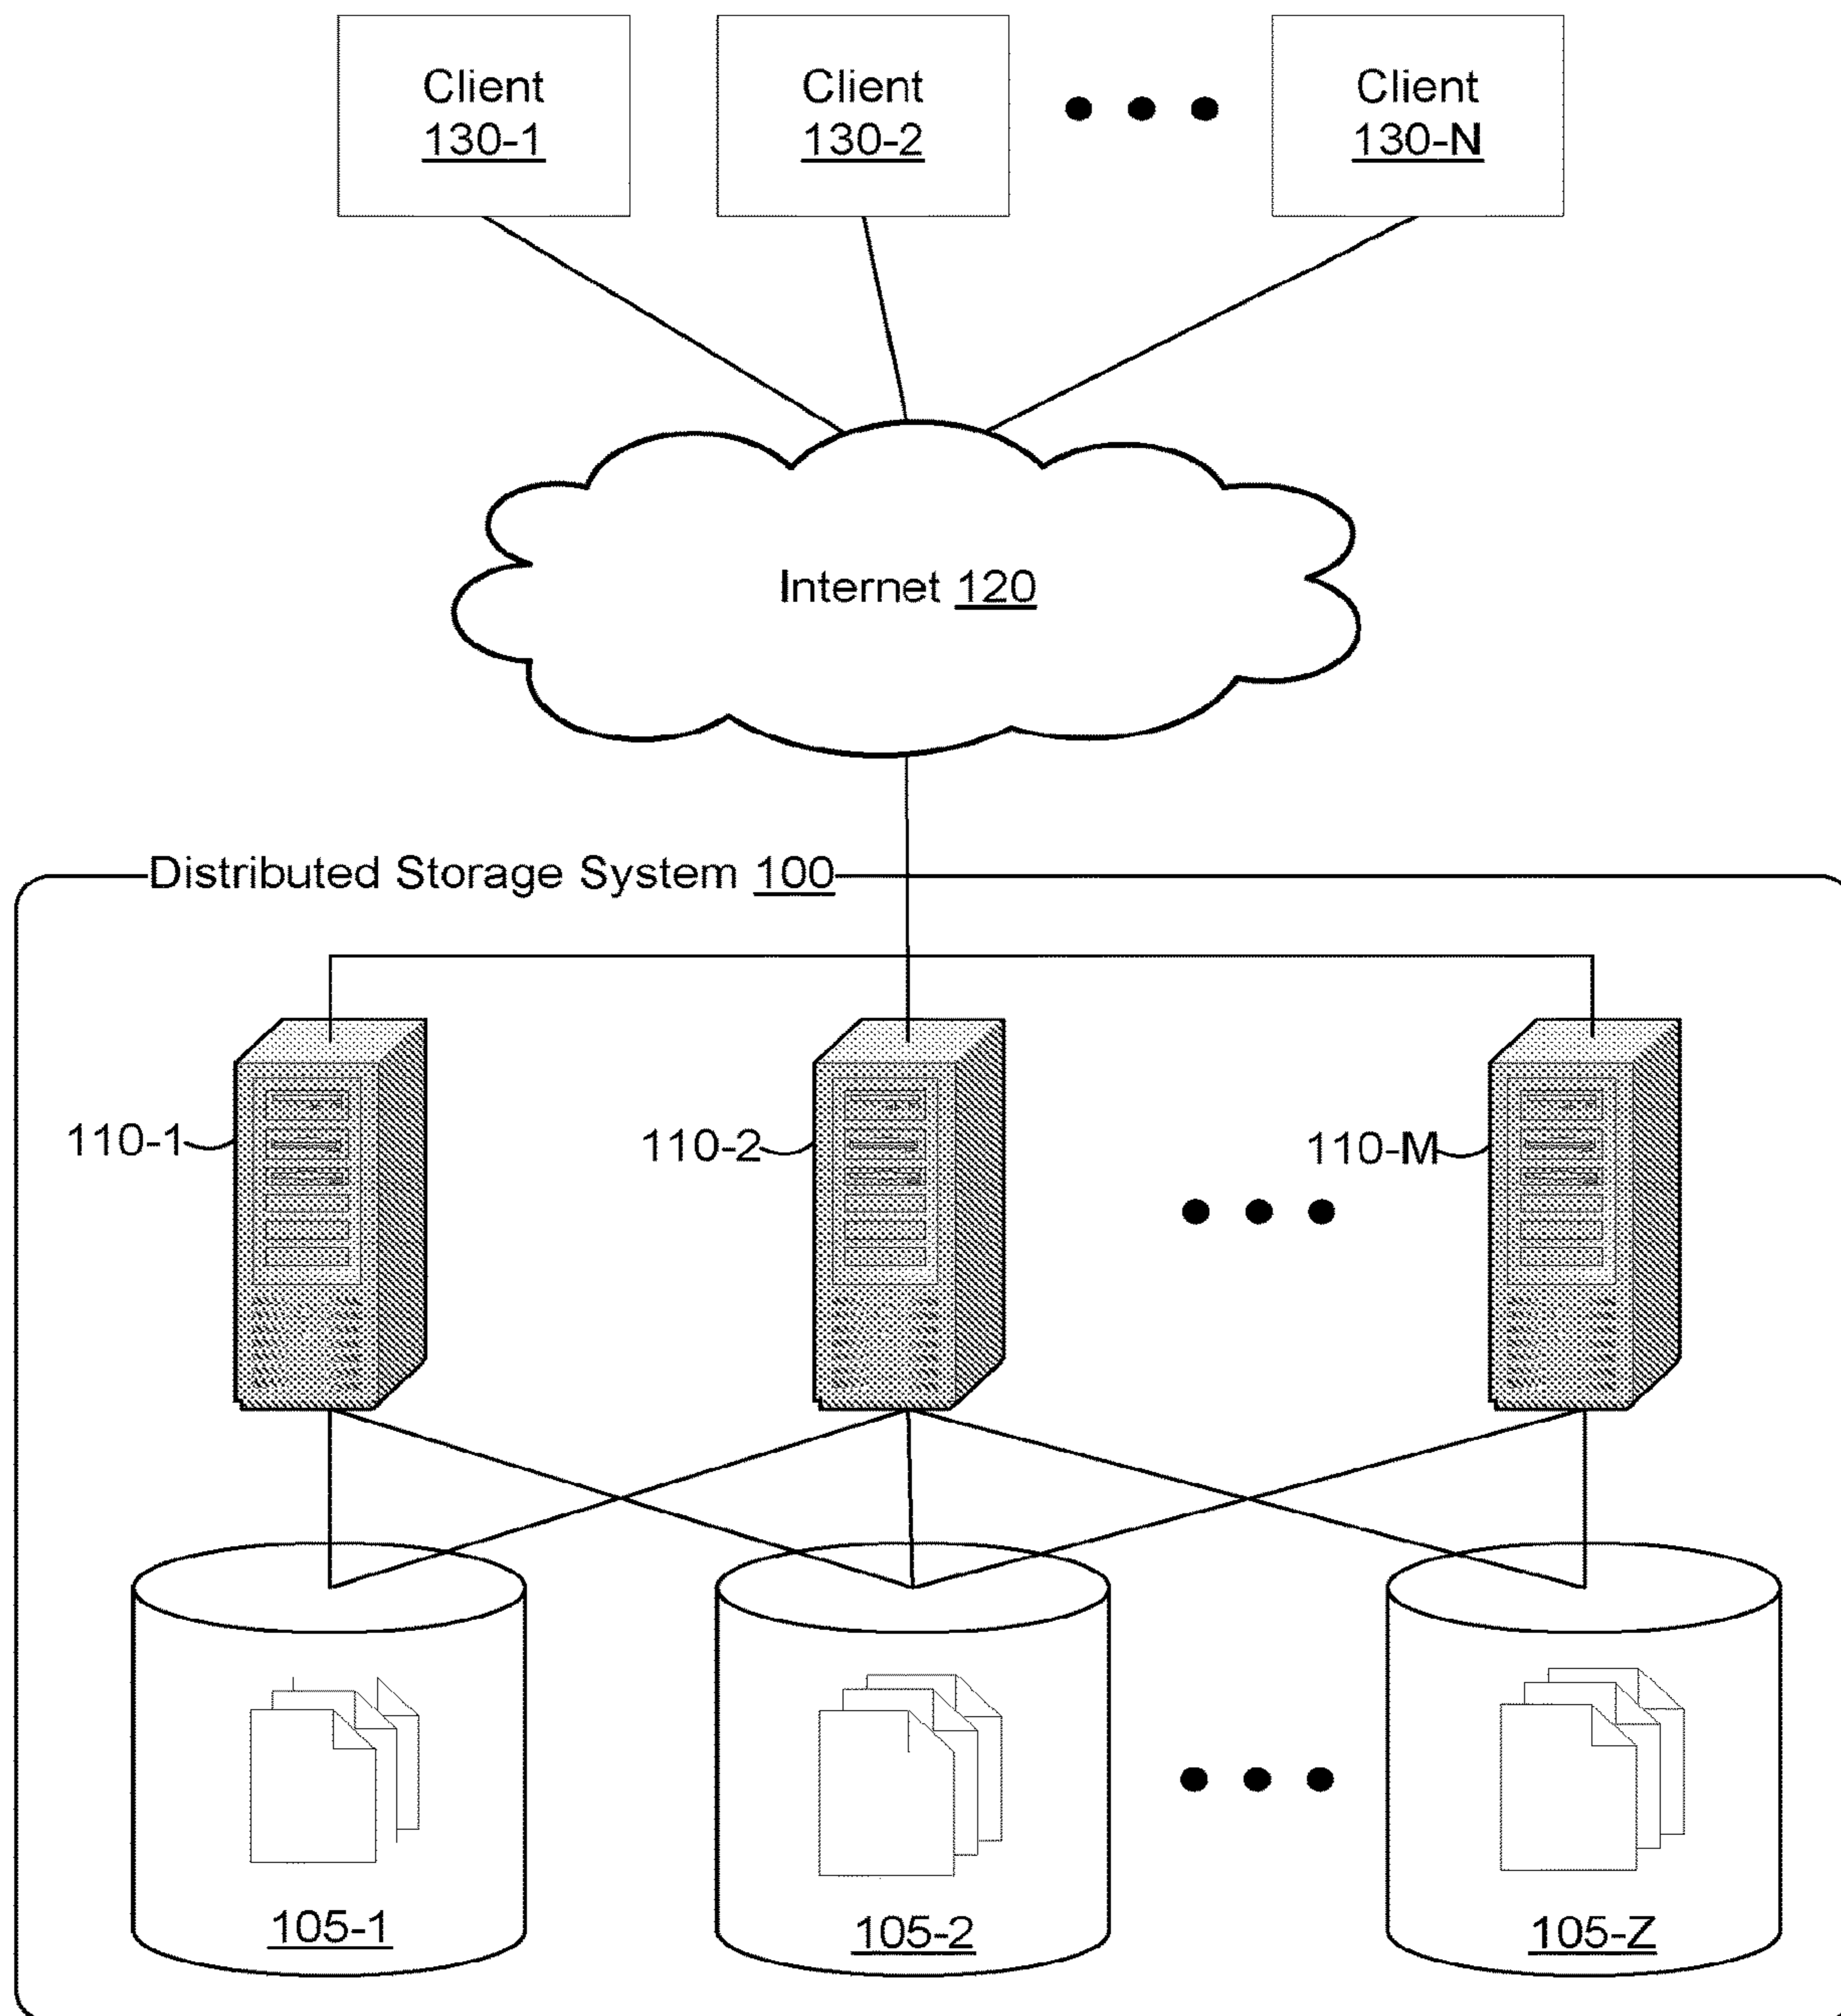 Client
130-1
Client
130-2
Client
130-N
Internet 120
Distributed Storage System 100
110-1
110-2
110-M
105-1
105-2
105-Z